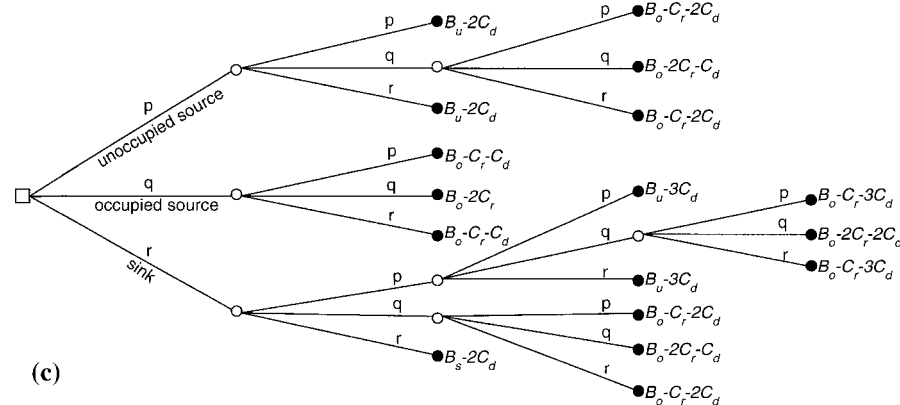 p B_u-2C_d
q
r B_u-2C_d
p B_o-C_r-2C_d
q B_o-2C_r-C_d
r B_o-C_r-2C_d
p
unoccupied source
q
occupied source
r
sink
p B_o-C_r-C_d
q B_o-2C_r
r B_o-C_r-C_d
p
q
r B_s-2C_d
p B_u-3C_d
q
r B_u-3C_d
p B_o-C_r-3C_d
q B_o-2C_r-2C_d
r B_o-C_r-3C_d
p B_o-C_r-2C_d
q B_o-2C_r-C_d
r B_o-C_r-2C_d
(c)